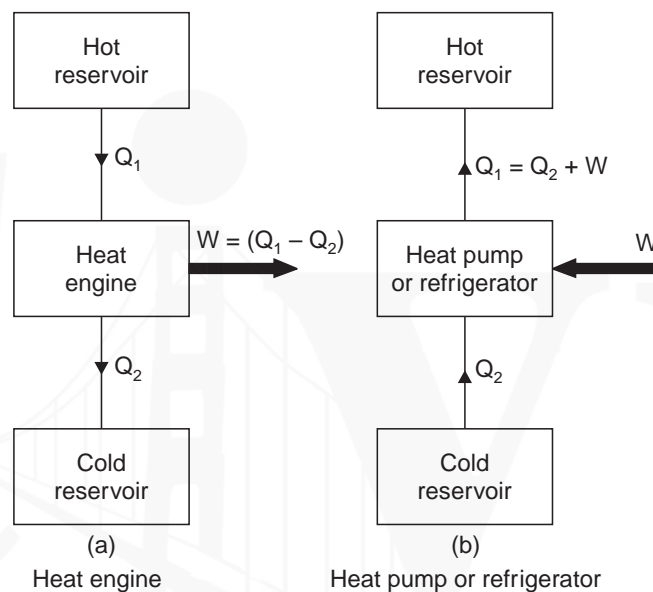 Hot
reservoir
Q₁
Heat
engine
W = (Q₁ – Q₂)
Q₂
Cold
reservoir
(a)
Heat engine
Hot
reservoir
Q₁ = Q₂ + W
Heat pump
or refrigerator
W
Q₂
Cold
reservoir
(b)
Heat pump or refrigerator